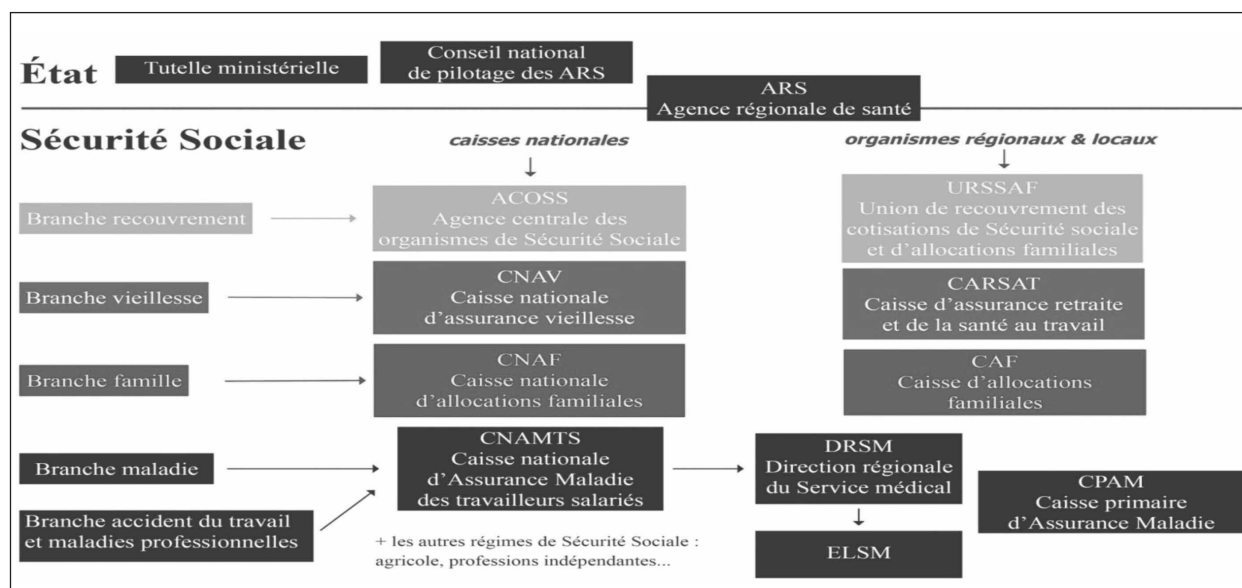 État
Tutelle ministérielle
Conseil national
de pilotage des ARS
ARS
Agence régionale de santé
Sécurité Sociale
caisses nationales
organismes régionaux & locaux
Branche recouvrement
ACOSS
Agence centrale des
organismes de Sécurité Sociale
URSSAF
Union de recouvrement des
cotisations de Sécurité sociale
et d'allocations familiales
Branche vieillesse
CNAV
Caisse nationale
d'assurance vieillesse
CARSAT
Caisse d'assurance retraite
et de la santé au travail
Branche famille
CNAF
Caisse nationale
d'allocations familiales
CAF
Caisse d'allocations
familiales
Branche maladie
Branche accident du travail
et maladies professionnelles
CNAMTS
Caisse nationale
d'Assurance Maladie
des travailleurs salariés
DRSM
Direction régionale
du Service médical
ELSM
CPAM
Caisse primaire
d'Assurance Maladie
+ les autres régimes de Sécurité Sociale :
agricole, professions indépendantes...